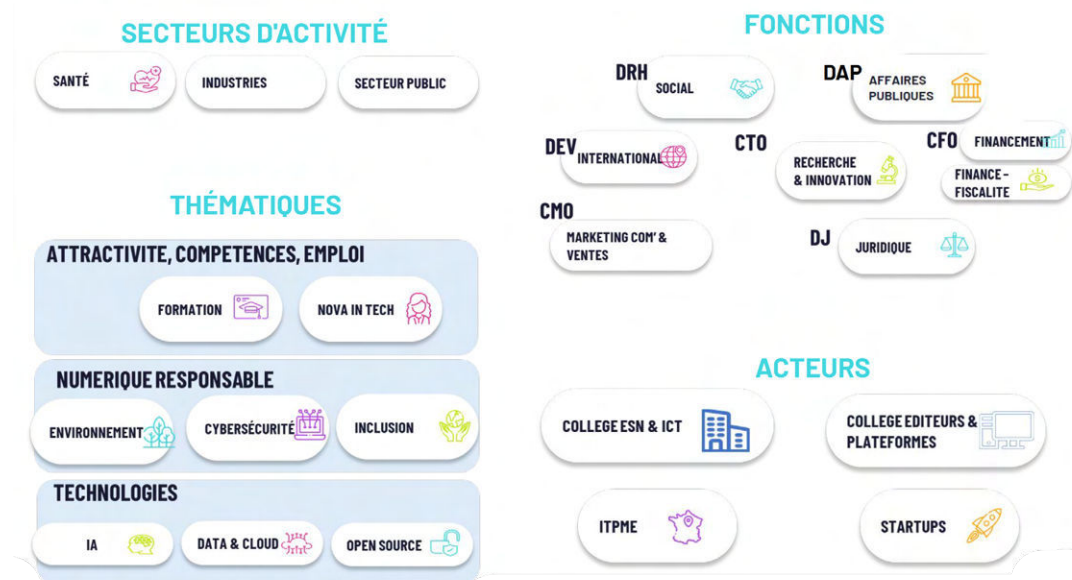 SECTEURS D'ACTIVITÉ
SANTÉ
INDUSTRIES
SECTEUR PUBLIC
THÉMATIQUES
ATTRACTIVITE, COMPETENCES, EMPLOI
FORMATION
NOVA IN TECH
NUMERIQUE RESPONSABLE
ENVIRONNEMENT
CYBERSÉCURITÉ
INCLUSION
TECHNOLOGIES
IA
DATA & CLOUD
OPEN SOURCE
FONCTIONS
DRH
SOCIAL
DAP
AFFAIRES
PUBLIQUES
DEV
INTERNATIONAL
CTO
RECHERCHE
& INNOVATION
CFO
FINANCEMENT
FINANCE -
FISCALITE
CMO
MARKETING COM' &
VENTES
DJ
JURIDIQUE
ACTEURS
COLLEGE ESN & ICT
COLLEGE EDITEURS &
PLATEFORMES
ITPME
STARTUPS